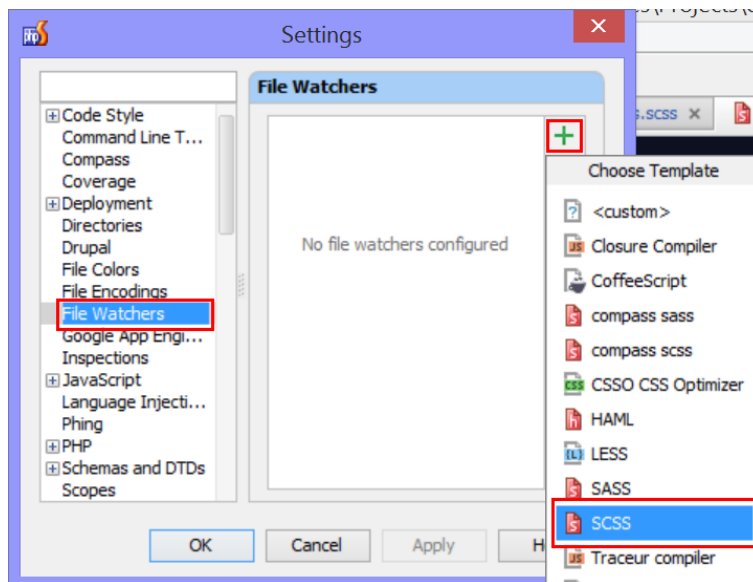 Settings
File Watchers
Code Style
Command Line T...
Compass
Coverage
Deployment
Directories
Drupal
File Colors
File Encodings
File Watchers
Google App Engi...
Inspections
JavaScript
Language Injecti...
Phing
PHP
Schemas and DTDs
Scopes
No file watchers configured
OK
Cancel
Apply
s.scss
Choose Template
<custom>
Closure Compiler
CoffeeScript
compass sass
compass scss
CSSO CSS Optimizer
HAML
LESS
SASS
SCSS
Traceur compiler